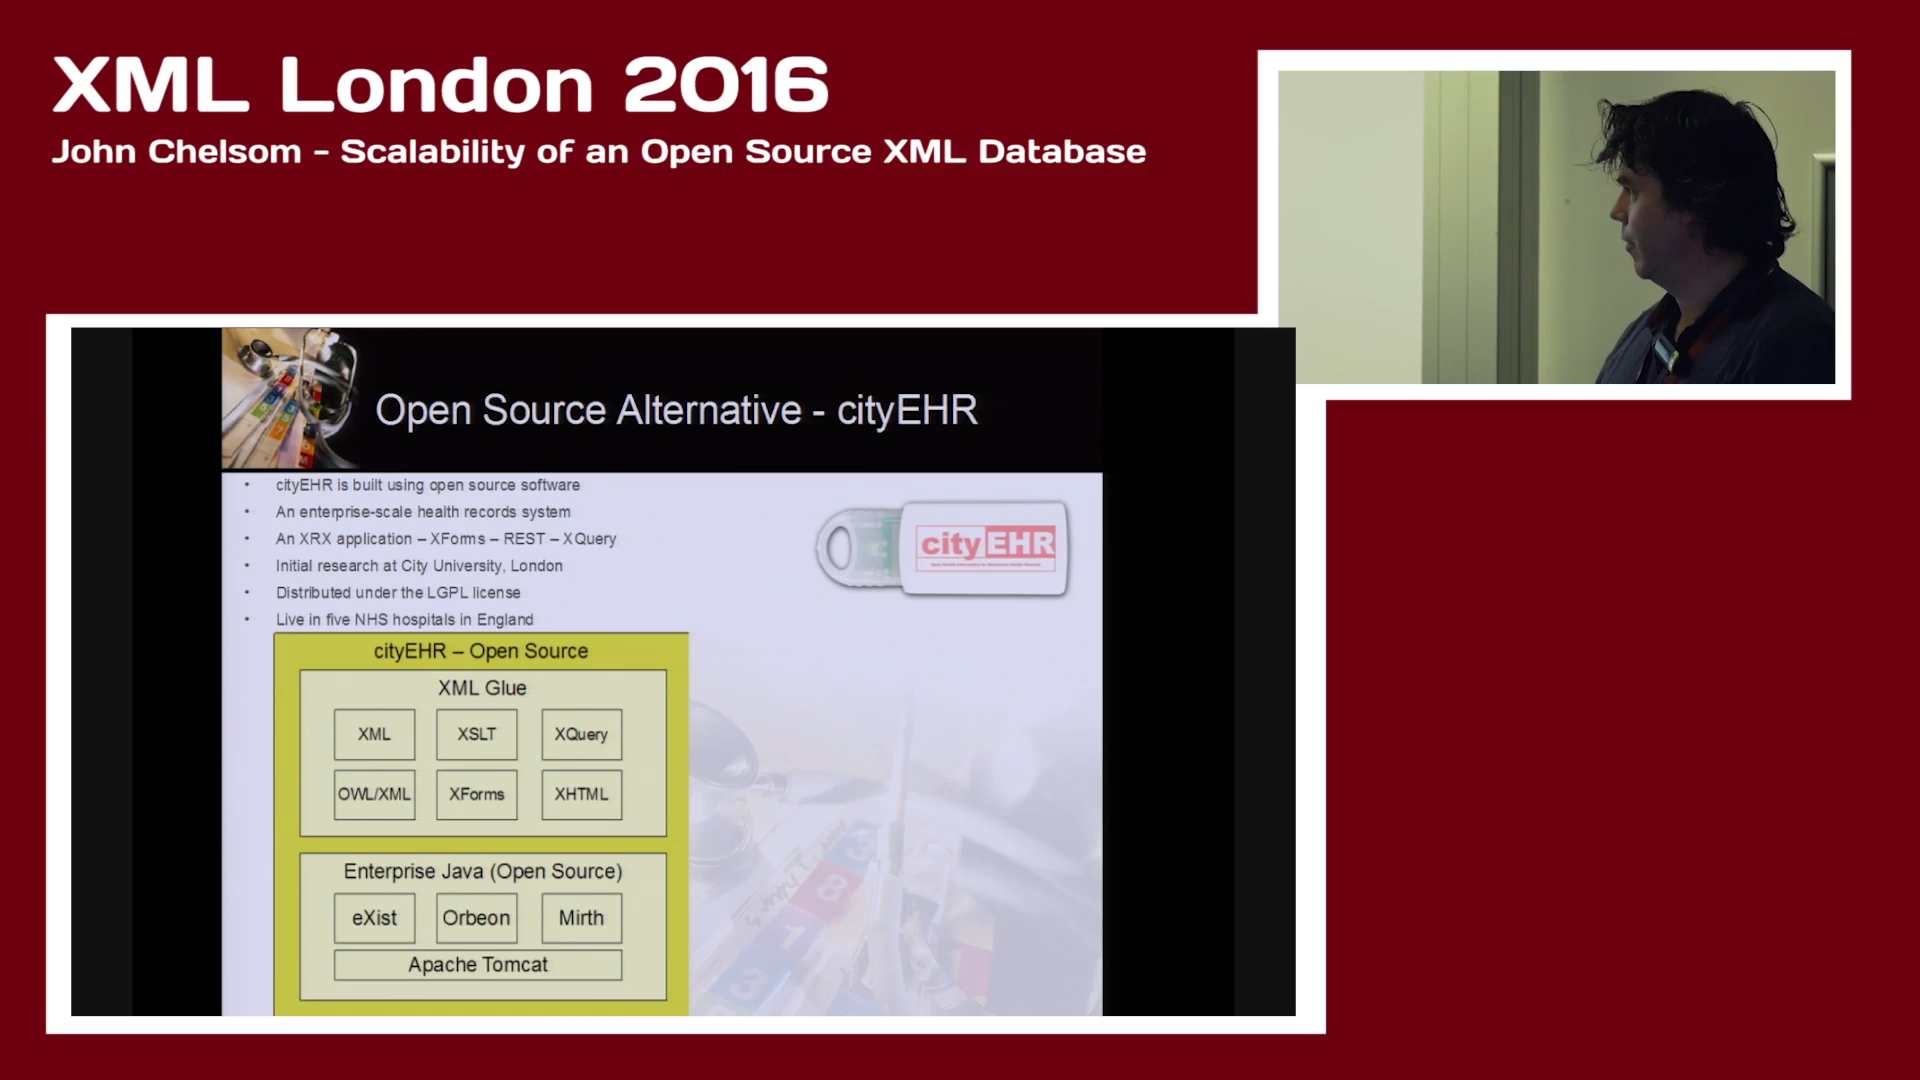 XML London 2016
John Chelsom - Scalability of an Open Source XML Database
Open Source Alternative - cityEHR
• cityEHR is built using open source software
• An enterprise-scale health records system
• An XRX application – XForms – REST – XQuery
• Initial research at City University, London
• Distributed under the LGPL license
• Live in five NHS hospitals in England
cityEHR
cityEHR – Open Source
XML Glue
XML XSLT XQuery
OWL/XML XForms XHTML
Enterprise Java (Open Source)
eXist Orbeon Mirth
Apache Tomcat